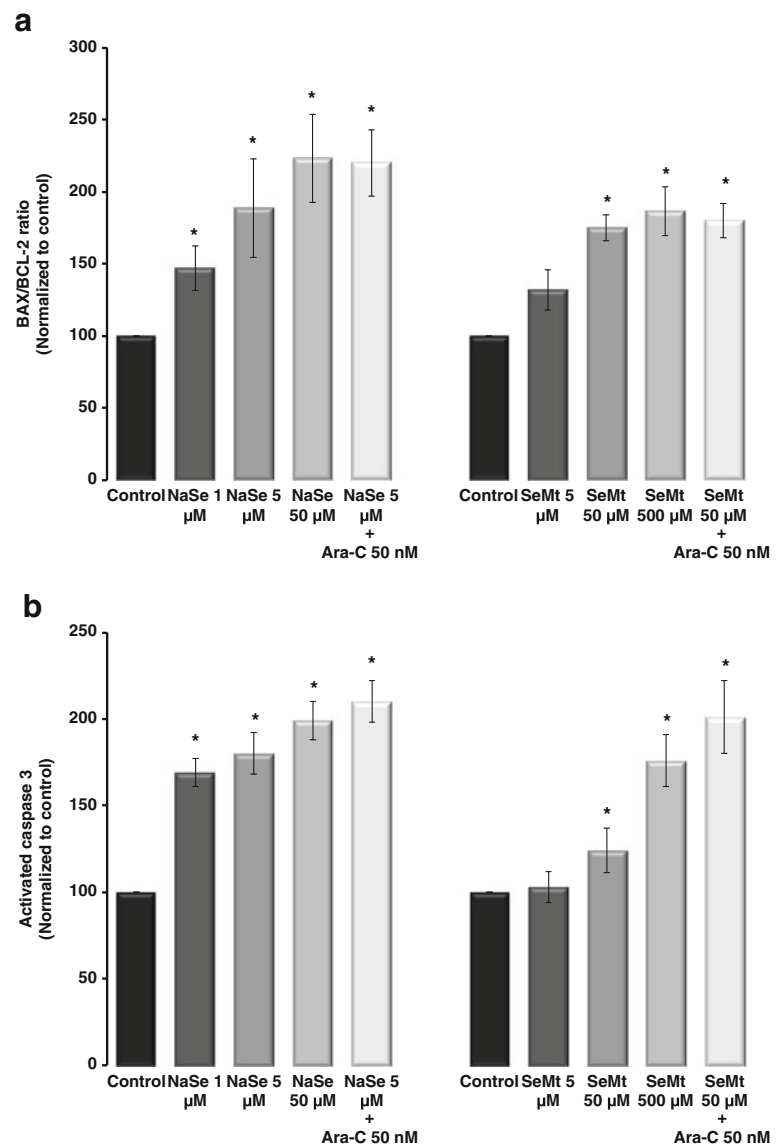 a
300
250
200
150
100
50
0
BAX/BCL-2 ratio
(Normalized to control)
*
*
*
*
*
*
*
Control NaSe 1 NaSe 5 NaSe NaSe 5
µM µM 50 µM µM
+
Ara-C 50 nM
Control SeMt 5 SeMt SeMt SeMt
µM 50 µM 500 µM 50 µM
+
Ara-C 50 nM
b
250
200
150
100
50
0
Activated caspase 3
(Normalized to control)
*
*
*
*
*
*
*
Control NaSe 1 NaSe 5 NaSe NaSe 5
µM µM 50 µM µM
+
Ara-C 50 nM
Control SeMt 5 SeMt SeMt SeMt
µM 50 µM 500 µM 50 µM
+
Ara-C 50 nM